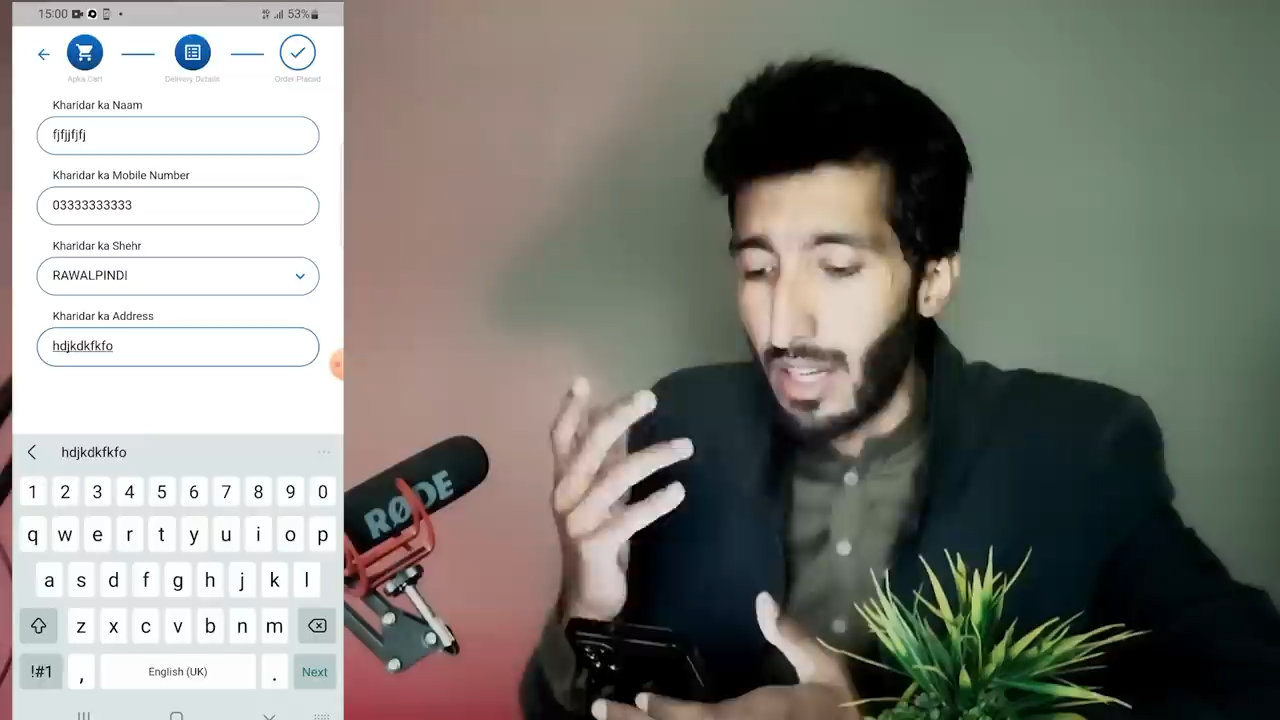 15:00 53%
Apka Cart Delivery Details Order Placed
Kharidar ka Naam
fjfjjfjfj
Kharidar ka Mobile Number
03333333333
Kharidar ka Shehr
RAWALPINDI
Kharidar ka Address
hdjkdkfkfo
hdjkdkfkfo
1 2 3 4 5 6 7 8 9 0
q w e r t y u i o p
a s d f g h j k l
z x c v b n m
!#1 , English (UK) . Next
RØDE